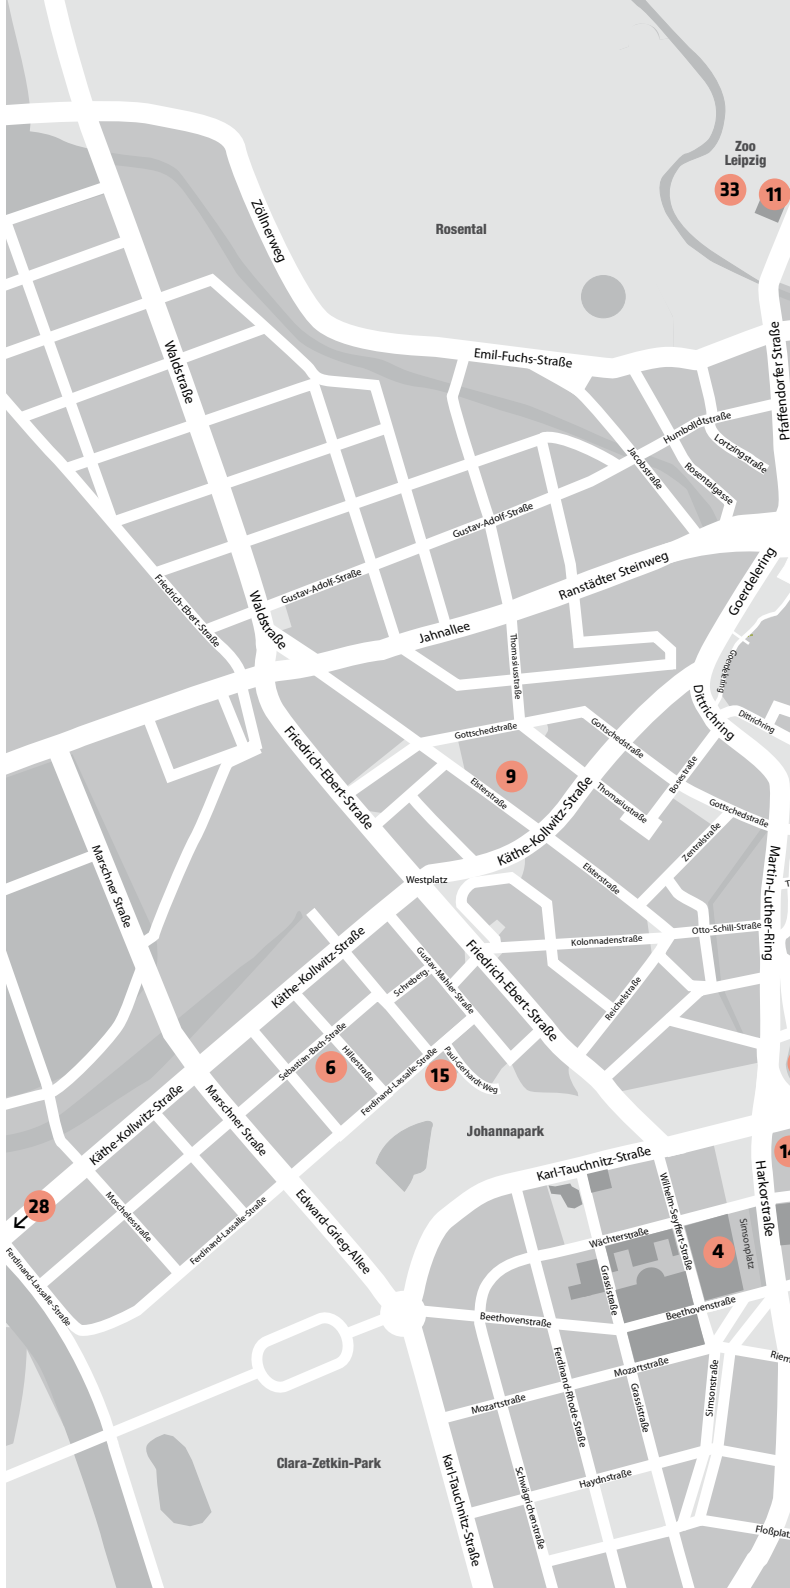 Zoo
Leipzig
33
11
Zöllnerweg
Rosental
Waldstraße
Emil-Fuchs-Straße
Pfaffendorfer Straße
Humboldtstraße
Lortzingstraße
Jacobstraße
Rosentalgasse
Gustav-Adolf-Straße
Gustav-Adolf-Straße
Friedrich-Ebert-Straße
Waldstraße
Ranstädter Steinweg
Jahnallee
Goerdelering
Goerdelering
Thomasiusstraße
Dittrichring
Dittrichring
Gottschedstraße
Gottschedstraße
Friedrich-Ebert-Straße
9
Elsterstraße
Bosestraße
Thomasiustraße
Gottschedstraße
Käthe-Kollwitz-Straße
Zentralstraße
Marschner Straße
Westplatz
Elsterstraße
Martin-Luther-Ring
Otto-Schill-Straße
Kolonnadenstraße
Käthe-Kollwitz-Straße
Friedrich-Ebert-Straße
Gustav-Mahler-Straße
Schreberg.
Reichelstraße
Sebastian-Bach-Straße
Hillerstraße
6
Ferdinand-Lassalle-Straße
15
Paul-Gerhardt-Weg
Käthe-Kollwitz-Straße
Marschner Straße
Johannapark
14
Karl-Tauchnitz-Straße
Harkorstraße
28
Moschelesstraße
Ferdinand-Lassalle-Straße
Edward-Grieg-Allee
Wilhelm-Seyffert-Straße
Wächterstraße
4
Simsonplatz
Ferdinand-Lassalle-Straße
Grassistraße
Beethovenstraße
Beethovenstraße
Riem
Mozartstraße
Mozartstraße
Ferdinand-Rhode-Straße
Grassistraße
Simsonstraße
Clara-Zetkin-Park
Karl-Tauchnitz-Straße
Schwägrichenstraße
Haydnstraße
Floßplat